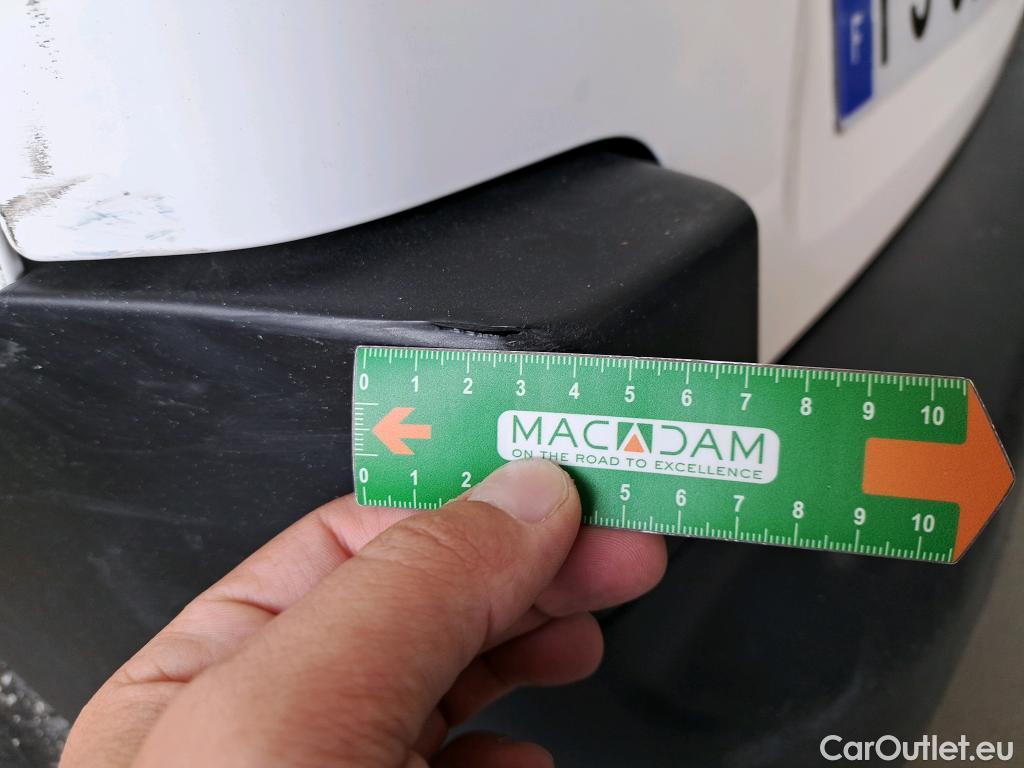 F
0 1 2 3 4 5 6 7 8 9 10
MACADAM
ON THE ROAD TO EXCELLENCE
0 1 2 5 6 7 8 9 10
CarOutlet.eu